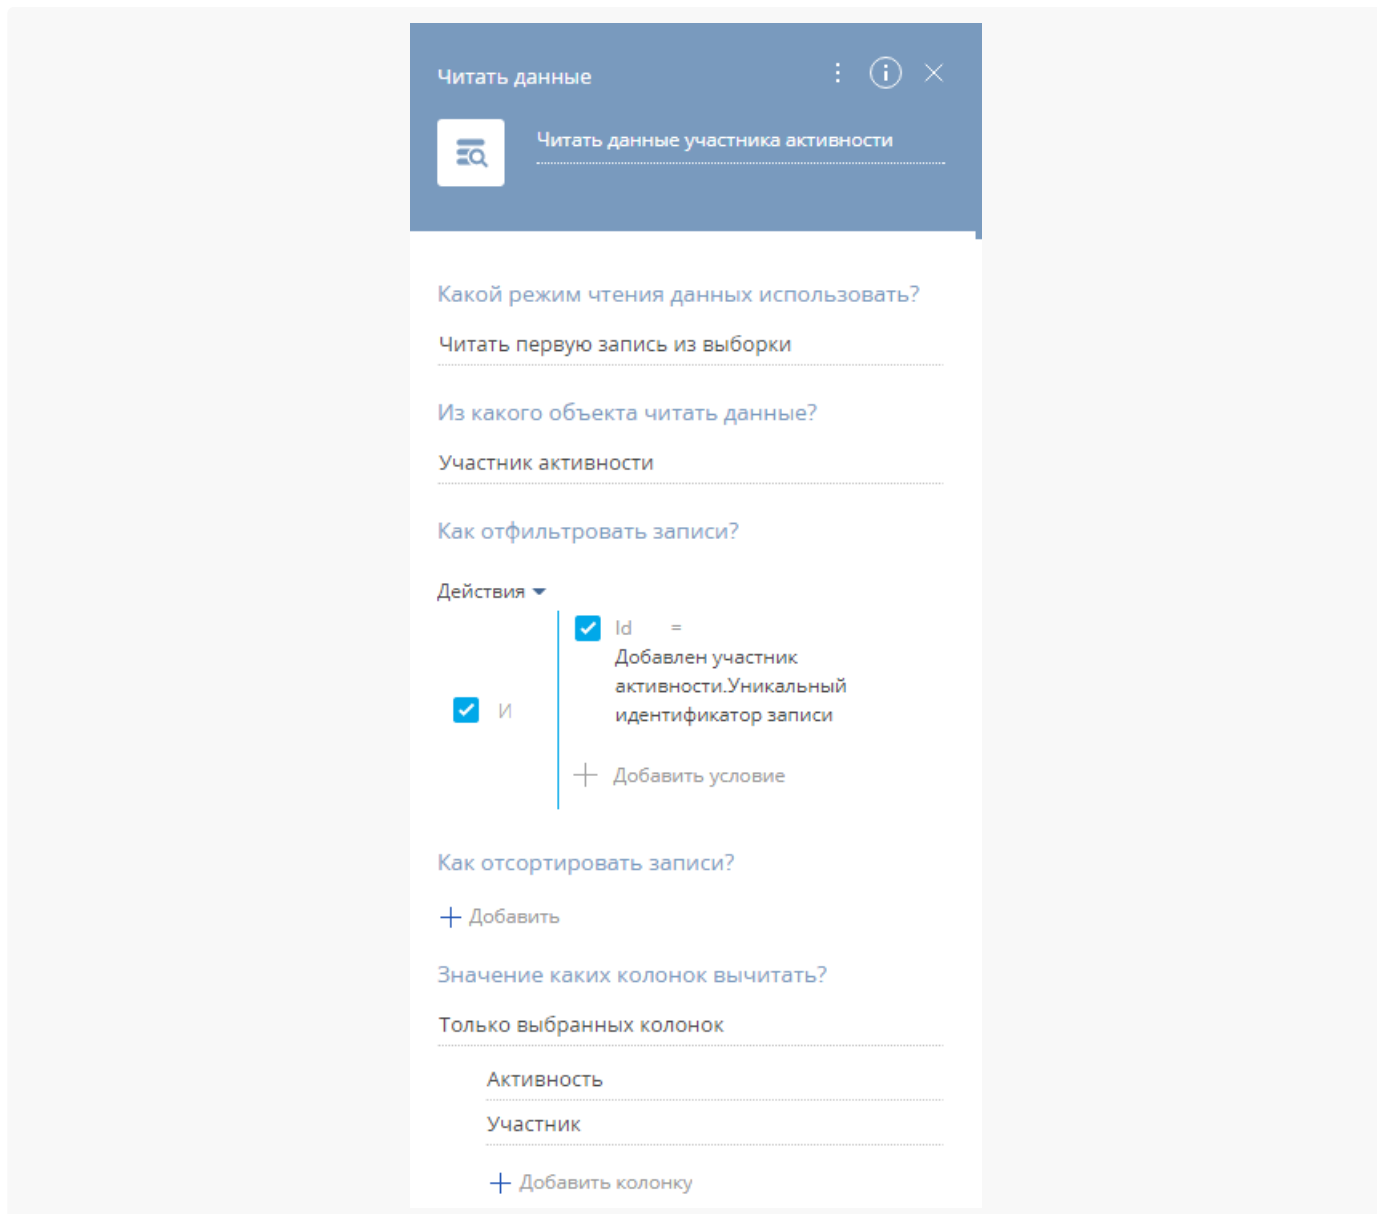 Читать данные
Читать данные участника активности
Какой режим чтения данных использовать?
Читать первую запись из выборки
Из какого объекта читать данные?
Участник активности
Как отфильтровать записи?
Действия
Id =
Добавлен участник
активности.Уникальный
идентификатор записи
И
Добавить условие
Как отсортировать записи?
Добавить
Значение каких колонок вычитать?
Только выбранных колонок
Активность
Участник
Добавить колонку